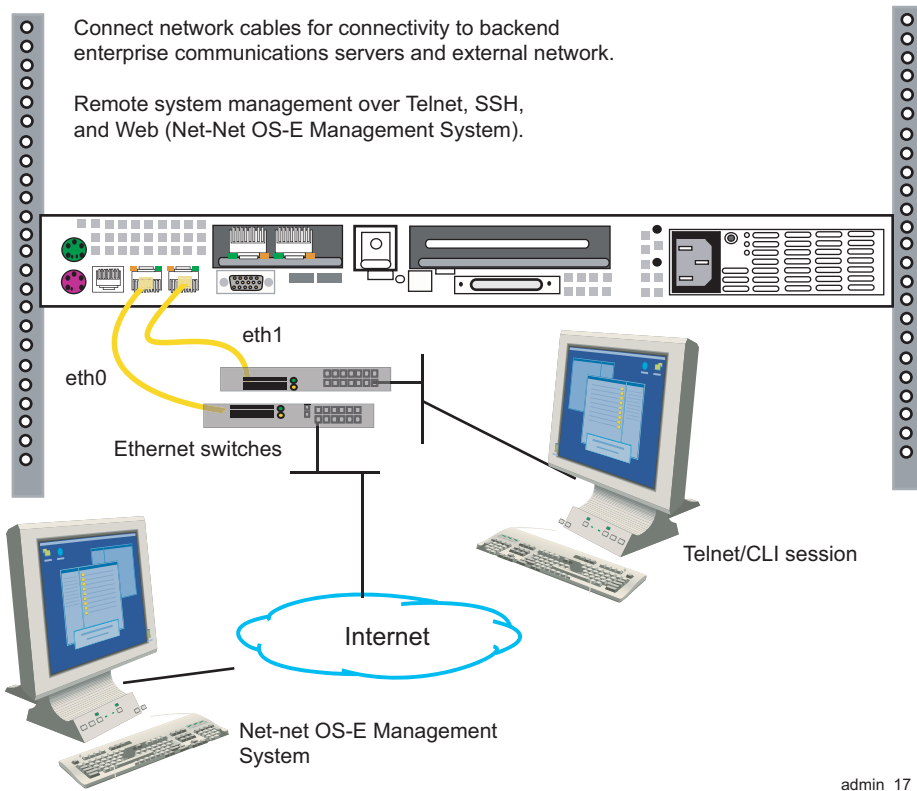 Connect network cables for connectivity to backend
enterprise communications servers and external network.
Remote system management over Telnet, SSH,
and Web (Net-Net OS-E Management System).
eth1
eth0
Ethernet switches
Telnet/CLI session
Internet
Net-net OS-E Management
System
admin 17